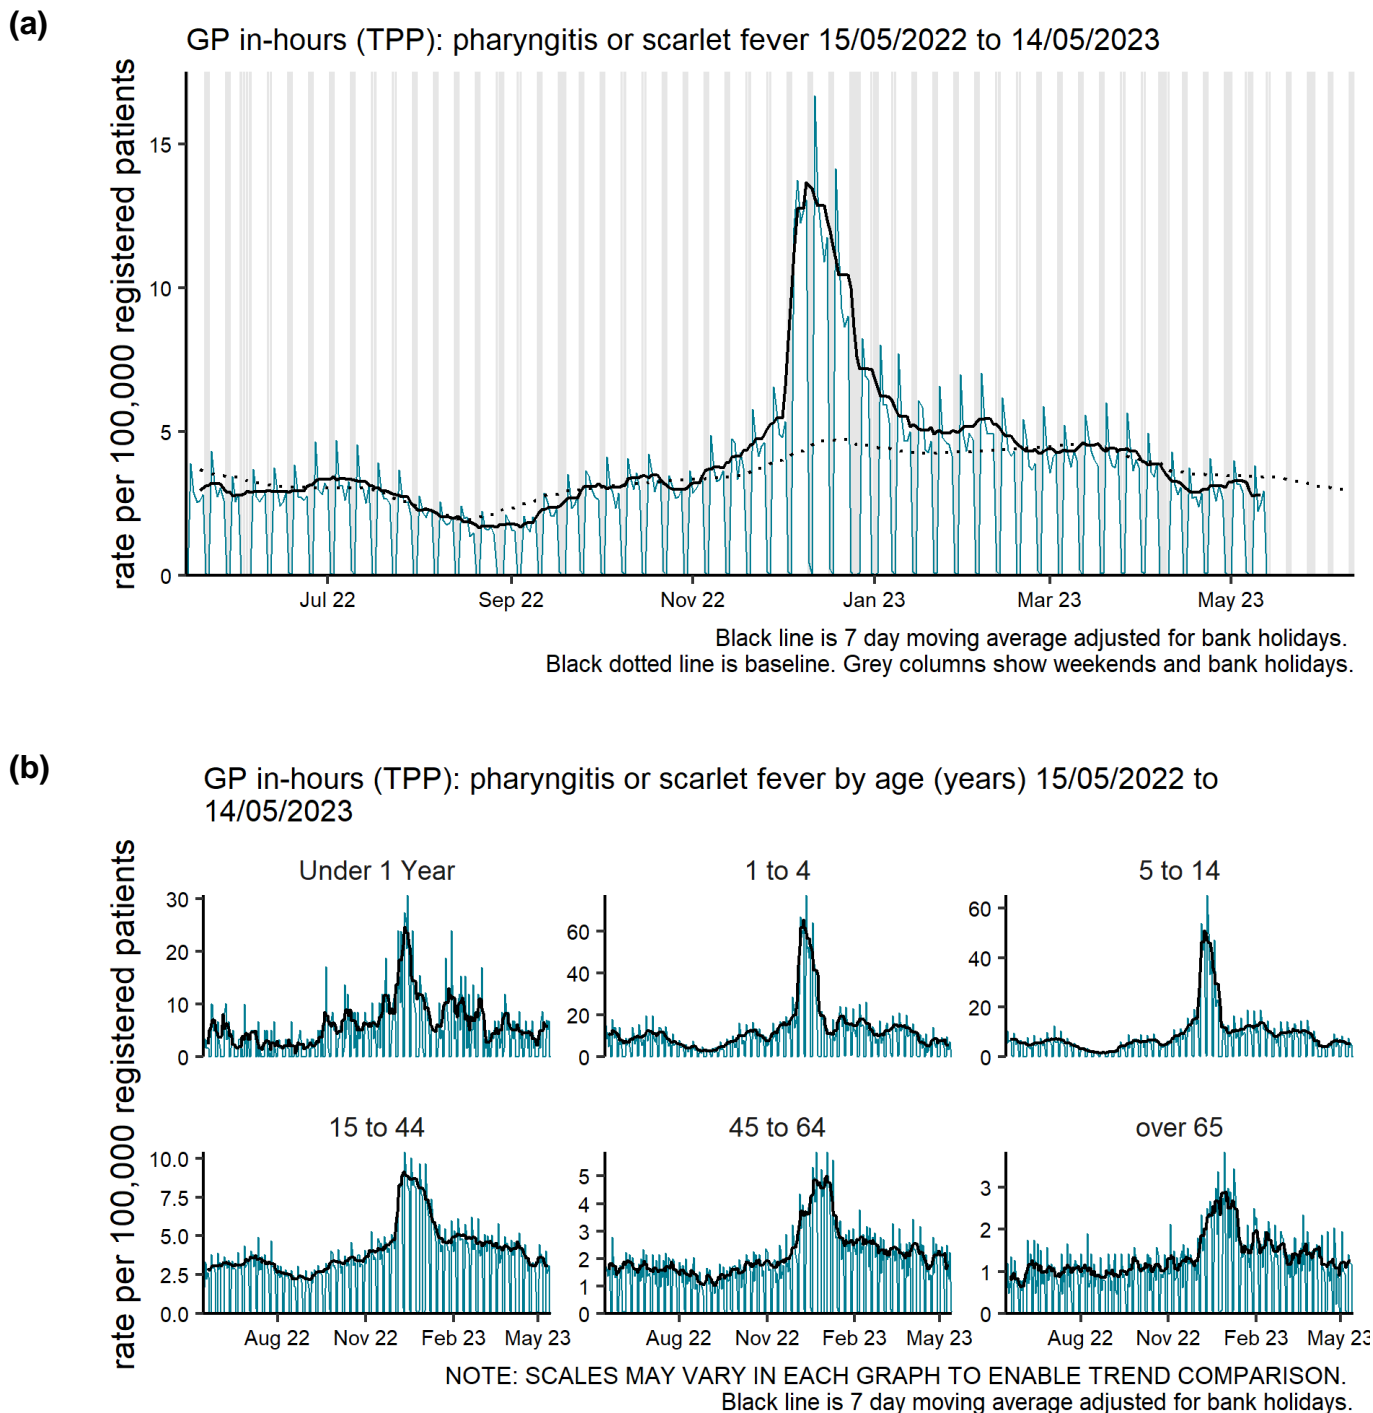 (a)
GP in-hours (TPP): pharyngitis or scarlet fever 15/05/2022 to 14/05/2023
rate per 100,000 registered patients
15
10
5
0
Jul 22 Sep 22 Nov 22 Jan 23 Mar 23 May 23
Black line is 7 day moving average adjusted for bank holidays.
Black dotted line is baseline. Grey columns show weekends and bank holidays.
(b)
GP in-hours (TPP): pharyngitis or scarlet fever by age (years) 15/05/2022 to
14/05/2023
rate per 100,000 registered patients
Under 1 Year
30
20
10
0
1 to 4
60
40
20
0
5 to 14
60
40
20
0
15 to 44
10.0
7.5
5.0
2.5
0.0
Aug 22 Nov 22 Feb 23 May 23
45 to 64
5
4
3
2
1
0
Aug 22 Nov 22 Feb 23 May 23
over 65
3
2
1
0
Aug 22 Nov 22 Feb 23 May 23
NOTE: SCALES MAY VARY IN EACH GRAPH TO ENABLE TREND COMPARISON.
Black line is 7 day moving average adjusted for bank holidays.